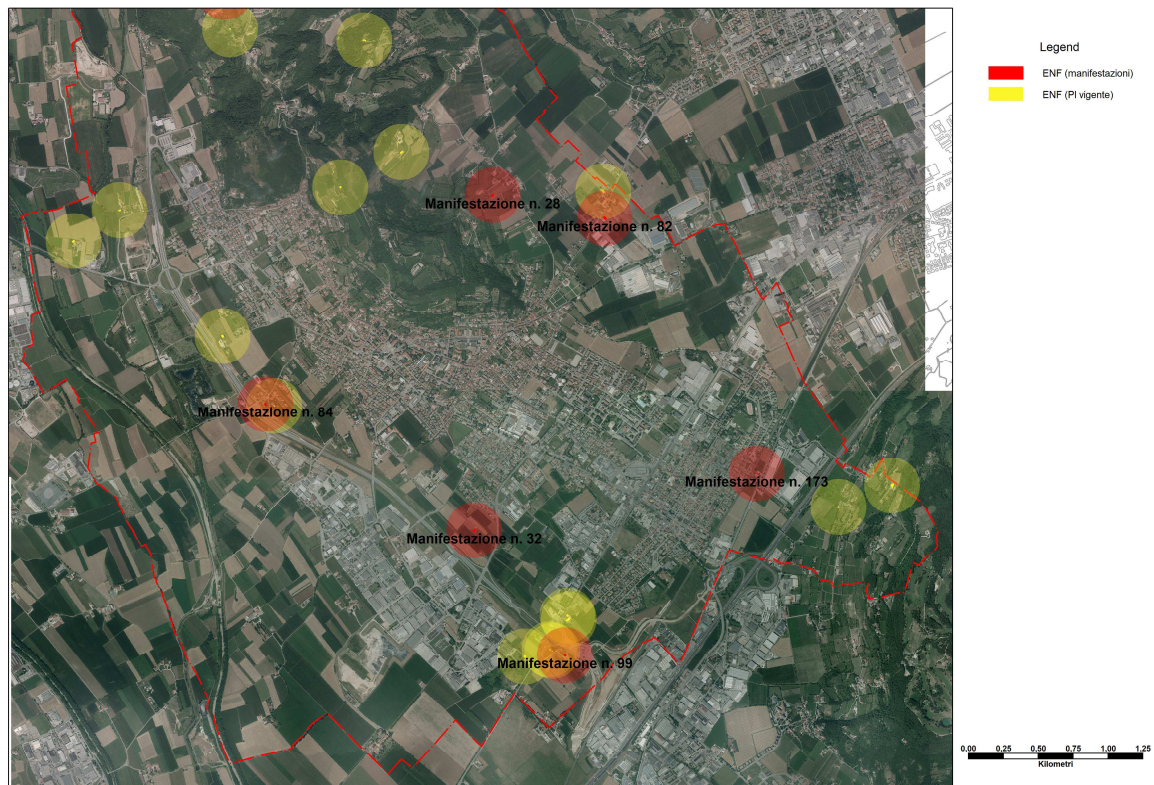 Legend
ENF (manifestazioni)
ENF (PI vigente)
Manifestazione n. 28
Manifestazione n. 82
Manifestazione n. 84
Manifestazione n. 173
Manifestazione n. 32
Manifestazione n. 99
0.00 0.25 0.50 0.75 1.00 1.25
Kilometri